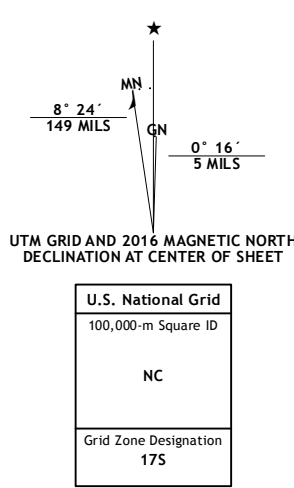 ★
MN
8° 24´
149 MILS
GN
0° 16´
5 MILS
UTM GRID AND 2016 MAGNETIC NORTH
DECLINATION AT CENTER OF SHEET
U.S. National Grid
100,000-m Square ID
NC
Grid Zone Designation
17S